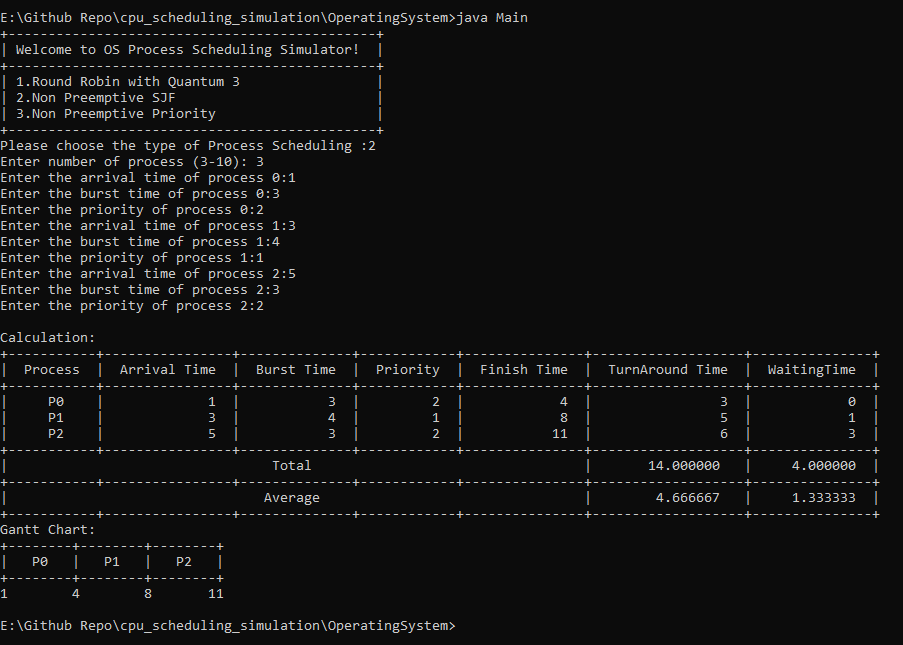 E:\Github Repo\cpu_scheduling_simulation\OperatingSystem>java Main
+----------------------------------------------+
| Welcome to OS Process Scheduling Simulator!  |
+----------------------------------------------+
| 1.Round Robin with Quantum 3                 |
| 2.Non Preemptive SJF                         |
| 3.Non Preemptive Priority                    |
+----------------------------------------------+
Please choose the type of Process Scheduling :2
Enter number of process (3-10): 3
Enter the arrival time of process 0:1
Enter the burst time of process 0:3
Enter the priority of process 0:2
Enter the arrival time of process 1:3
Enter the burst time of process 1:4
Enter the priority of process 1:1
Enter the arrival time of process 2:5
Enter the burst time of process 2:3
Enter the priority of process 2:2

Calculation:
+-----------+----------------+--------------+------------+---------------+-------------------+---------------+
|  Process  |  Arrival Time  |  Burst Time  |  Priority  |  Finish Time  |  TurnAround Time  |  WaitingTime  |
+-----------+----------------+--------------+------------+---------------+-------------------+---------------+
|     P0    |             1  |           3  |         2  |            4  |                3  |            0  |
|     P1    |             3  |           4  |         1  |            8  |                5  |            1  |
|     P2    |             5  |           3  |         2  |           11  |                6  |            3  |
+-----------+----------------+--------------+------------+---------------+-------------------+---------------+
|                                 Total                                  |       14.000000   |    4.000000   |
+-----------+----------------+--------------+------------+---------------+-------------------+---------------+
|                                Average                                 |        4.666667   |    1.333333   |
+-----------+----------------+--------------+------------+---------------+-------------------+---------------+
Gantt Chart:
+--------+--------+--------+
|   P0   |   P1   |   P2   |
+--------+--------+--------+
1        4        8       11

E:\Github Repo\cpu_scheduling_simulation\OperatingSystem>